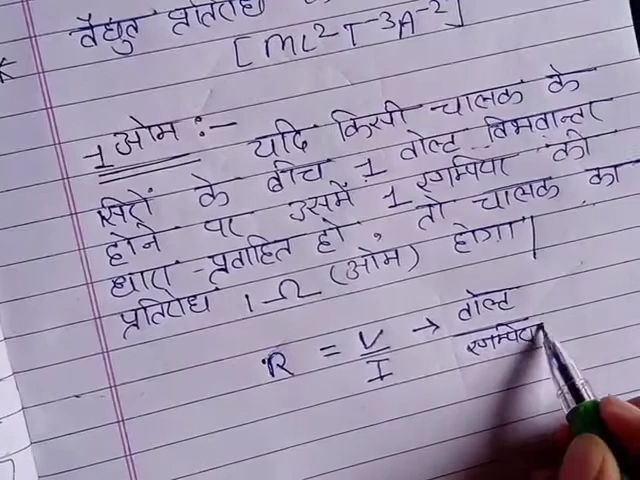 वैद्युत प्रतिरोध
[ML²T⁻³A⁻²]
1 ओम :- यदि किसी चालक के
सिरों के बीच 1 वोल्ट विभवान्तर
होने पर उसमें 1 एम्पियर की
धारा प्रवाहित हो, तो चालक का
प्रतिरोध 1Ω (ओम) होगा।
R = V/I → वोल्ट/एम्पियर